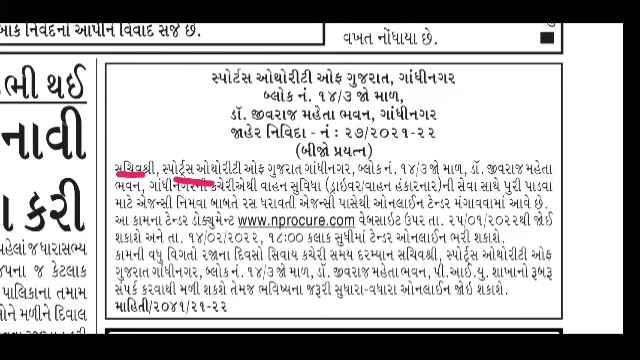 બાક નિવેદનો આપીને વિવાદ સર્જે છે.
વખત નોંધાયા છે.
ભી થઈ
નાવી
કરી
મહેલાં જ ધારાસભ્ય
જપના જ કેટલાક
પાલિકાના તમામ
ઓને મળીને દિવાલ
સ્પોર્ટસ ઓથોરીટી ઓફ ગુજરાત, ગાંધીનગર
બ્લોક નં. ૧૪/૩ જો માળ,
ડૉ. જીવરાજ મહેતા ભવન, ગાંધીનગર
જાહેર નિવિદા - નં : ૨૭/૨૦૨૧-૨૨
(બીજો પ્રયત્ન)
સચિવશ્રી, સ્પોર્ટ્સ ઓથોરીટી ઓફ ગુજરાત ગાંધીનગર, બ્લોક નં. ૧૪/૩ જો માળ, ડૉ. જીવરાજ મહેતા
ભવન, ગાંધીનગરની કચેરીએથી વાહન સુવિધા (ડ્રાઇવર/વાહન હંકારનાર)ની સેવા સાથે પુરી પાડવા
માટે એજન્સી નિમવા બાબતે રસ ધરાવતી એજન્સી પાસેથી ઓનલાઈન ટેન્ડર મંગાવવામાં આવે છે.
આ કામના ટેન્ડર ડોક્યુમેન્ટ www.nprocure.com વેબસાઈટ ઉપર તા. ૨૫/૦૧/૨૦૨૨થી જોઈ
શકાશે અને તા. ૧૪/૦૨/૨૦૨૨, ૧૮:૦૦ કલાક સુધીમાં ટેન્ડર ઓનલાઈન ભરી શકાશે.
કામની વધુ વિગતો રજાના દિવસો સિવાય કચેરી સમય દરમ્યાન સચિવશ્રી, સ્પોર્ટ્સ ઓથોરીટી ઓફ
ગુજરાત ગાંધીનગર, બ્લોક નં. ૧૪/૩ જો માળ, ડૉ. જીવરાજ મહેતા ભવન, પી.આઈ.યુ. શાખાનો રૂબરૂ
સંપર્ક કરવાથી મળી શકશે તેમજ ભવિષ્યના જરૂરી સુધારા-વધારા ઓનલાઈન જોઈ શકાશે.
માહિતી/૨૦૪૧/૨૧-૨૨